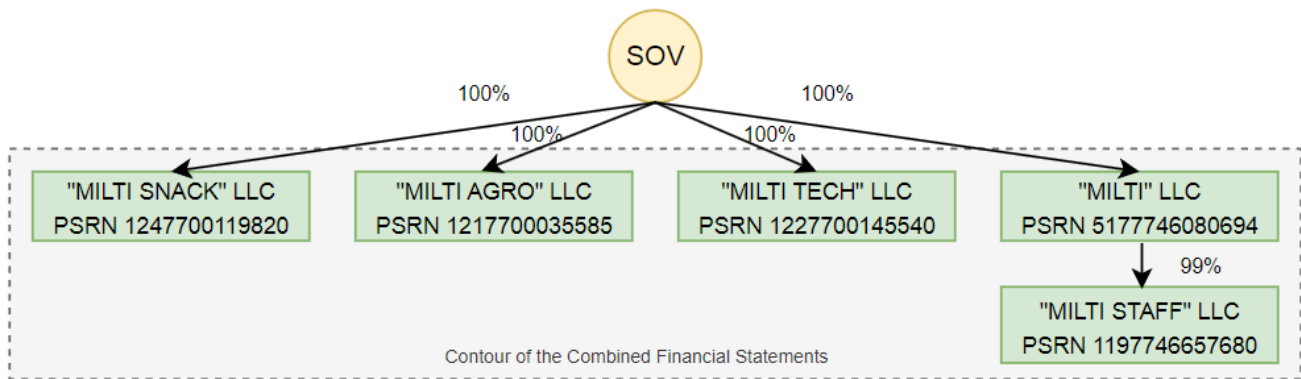 SOV
100%
100%
100%
100%
"MILTI SNACK" LLC
PSRN 1247700119820
"MILTI AGRO" LLC
PSRN 1217700035585
"MILTI TECH" LLC
PSRN 1227700145540
"MILTI" LLC
PSRN 5177746080694
99%
"MILTI STAFF" LLC
PSRN 1197746657680
Contour of the Combined Financial Statements